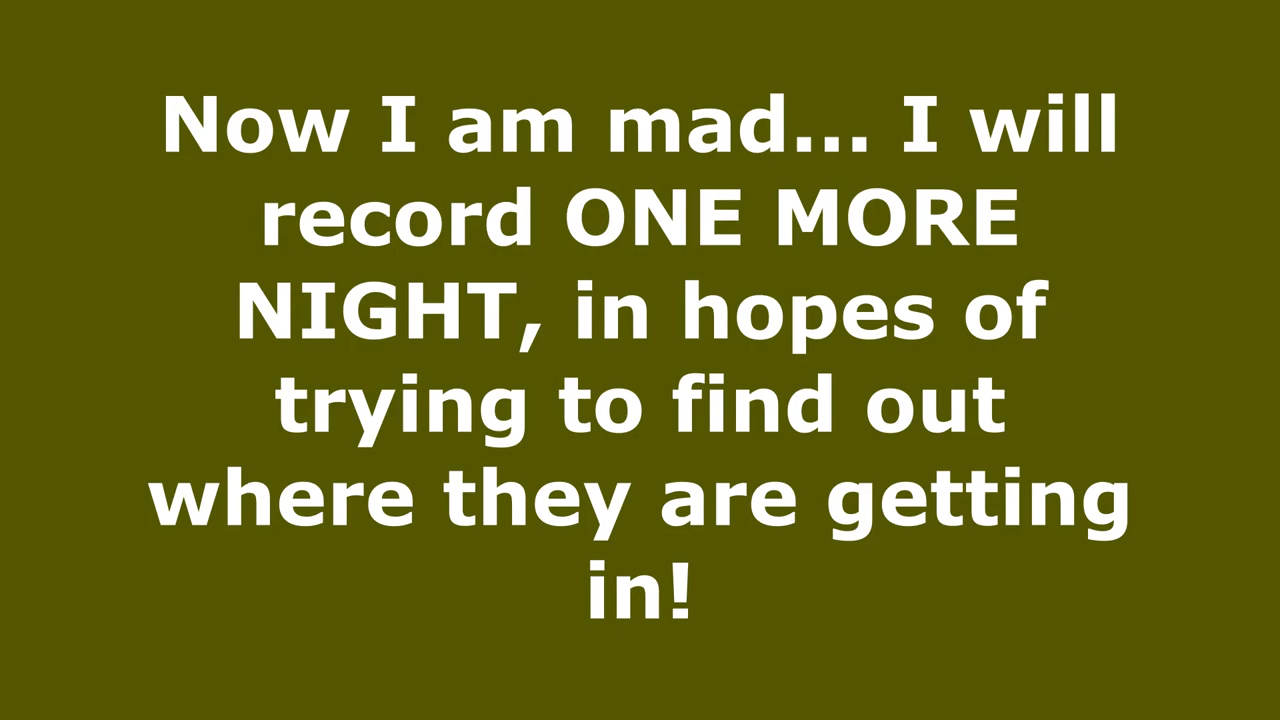 Now I am mad... I will
record ONE MORE
NIGHT, in hopes of
trying to find out
where they are getting
in!